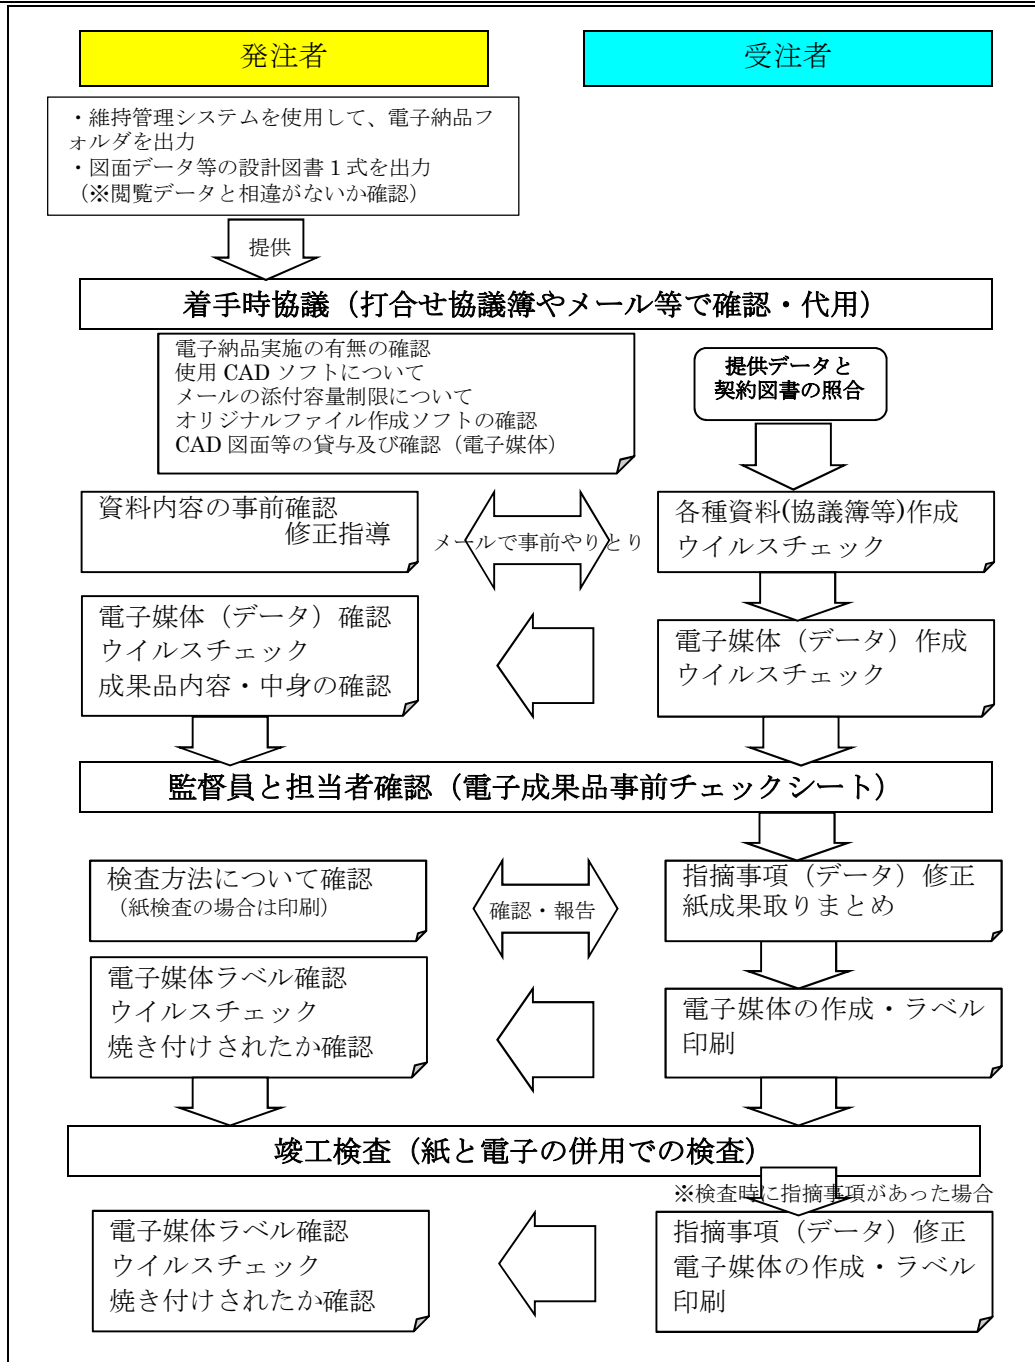 発注者
受注者
・維持管理システムを使用して、電子納品フ
ォルダを出力
・図面データ等の設計図書１式を出力
（※閲覧データと相違がないか確認）
提供
着手時協議（打合せ協議簿やメール等で確認・代用）
電子納品実施の有無の確認
使用 CAD ソフトについて
メールの添付容量制限について
オリジナルファイル作成ソフトの確認
CAD 図面等の貸与及び確認（電子媒体）
提供データと
契約図書の照合
資料内容の事前確認
修正指導
メールで事前やりとり
各種資料(協議簿等)作成
ウイルスチェック
電子媒体（データ）確認
ウイルスチェック
成果品内容・中身の確認
電子媒体（データ）作成
ウイルスチェック
監督員と担当者確認（電子成果品事前チェックシート）
検査方法について確認
（紙検査の場合は印刷）
確認・報告
指摘事項（データ）修正
紙成果取りまとめ
電子媒体ラベル確認
ウイルスチェック
焼き付けされたか確認
電子媒体の作成・ラベル
印刷
竣工検査（紙と電子の併用での検査）
※検査時に指摘事項があった場合
電子媒体ラベル確認
ウイルスチェック
焼き付けされたか確認
指摘事項（データ）修正
電子媒体の作成・ラベル
印刷